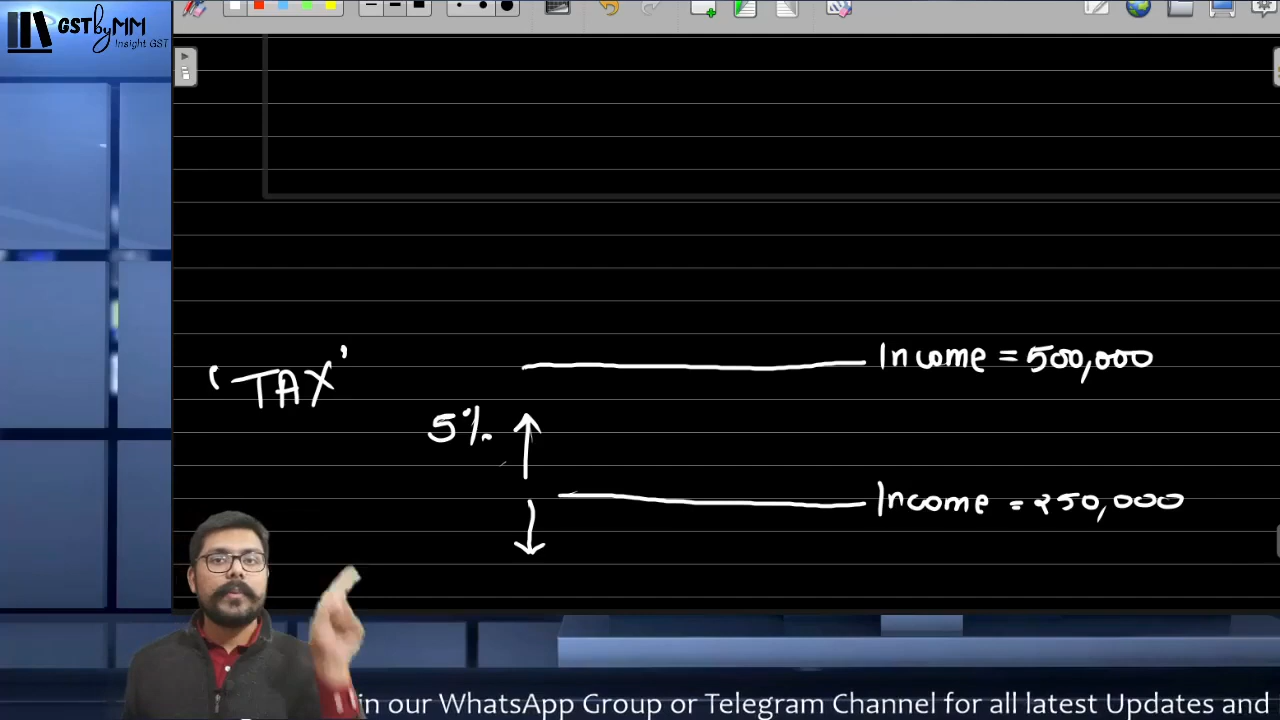 GSTbyMM
Insight GST
Income = 500,000
'TAX'
5%
Income = 250,000
in our WhatsApp Group or Telegram Channel for all latest Updates and